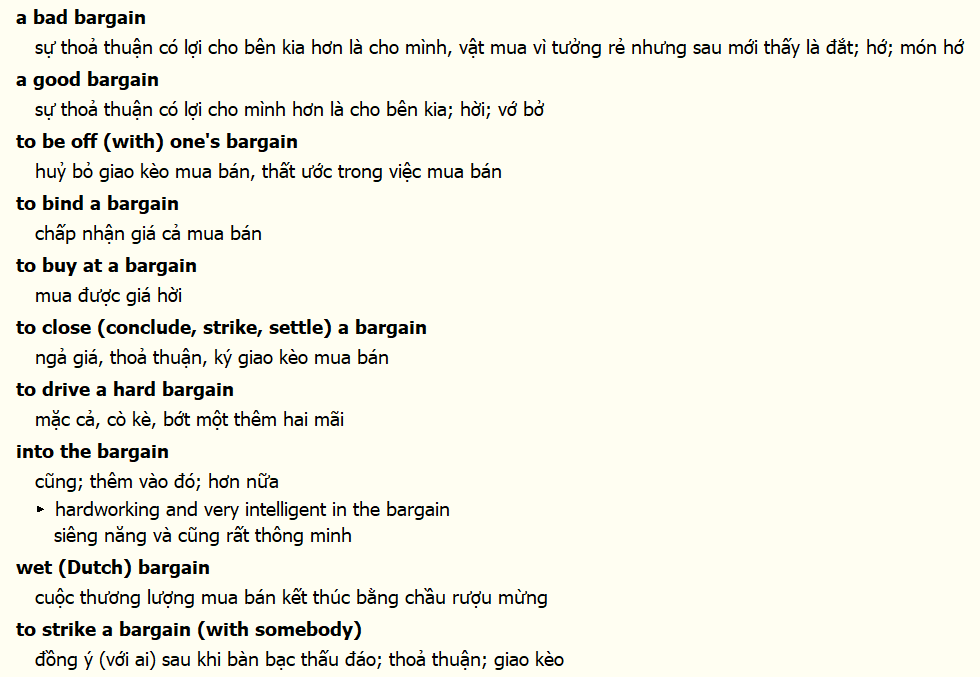 a bad bargain
sự thoả thuận có lợi cho bên kia hơn là cho mình, vật mua vì tưởng rẻ nhưng sau mới thấy là đắt; hớ; món hớ
a good bargain
sự thoả thuận có lợi cho mình hơn là cho bên kia; hời; vớ bở
to be off (with) one's bargain
huỷ bỏ giao kèo mua bán, thất ước trong việc mua bán
to bind a bargain
chấp nhận giá cả mua bán
to buy at a bargain
mua được giá hời
to close (conclude, strike, settle) a bargain
ngả giá, thoả thuận, ký giao kèo mua bán
to drive a hard bargain
mặc cả, cò kè, bớt một thêm hai mãi
into the bargain
cũng; thêm vào đó; hơn nữa
hardworking and very intelligent in the bargain
siêng năng và cũng rất thông minh
wet (Dutch) bargain
cuộc thương lượng mua bán kết thúc bằng chầu rượu mừng
to strike a bargain (with somebody)
đồng ý (với ai) sau khi bàn bạc thấu đáo; thoả thuận; giao kèo